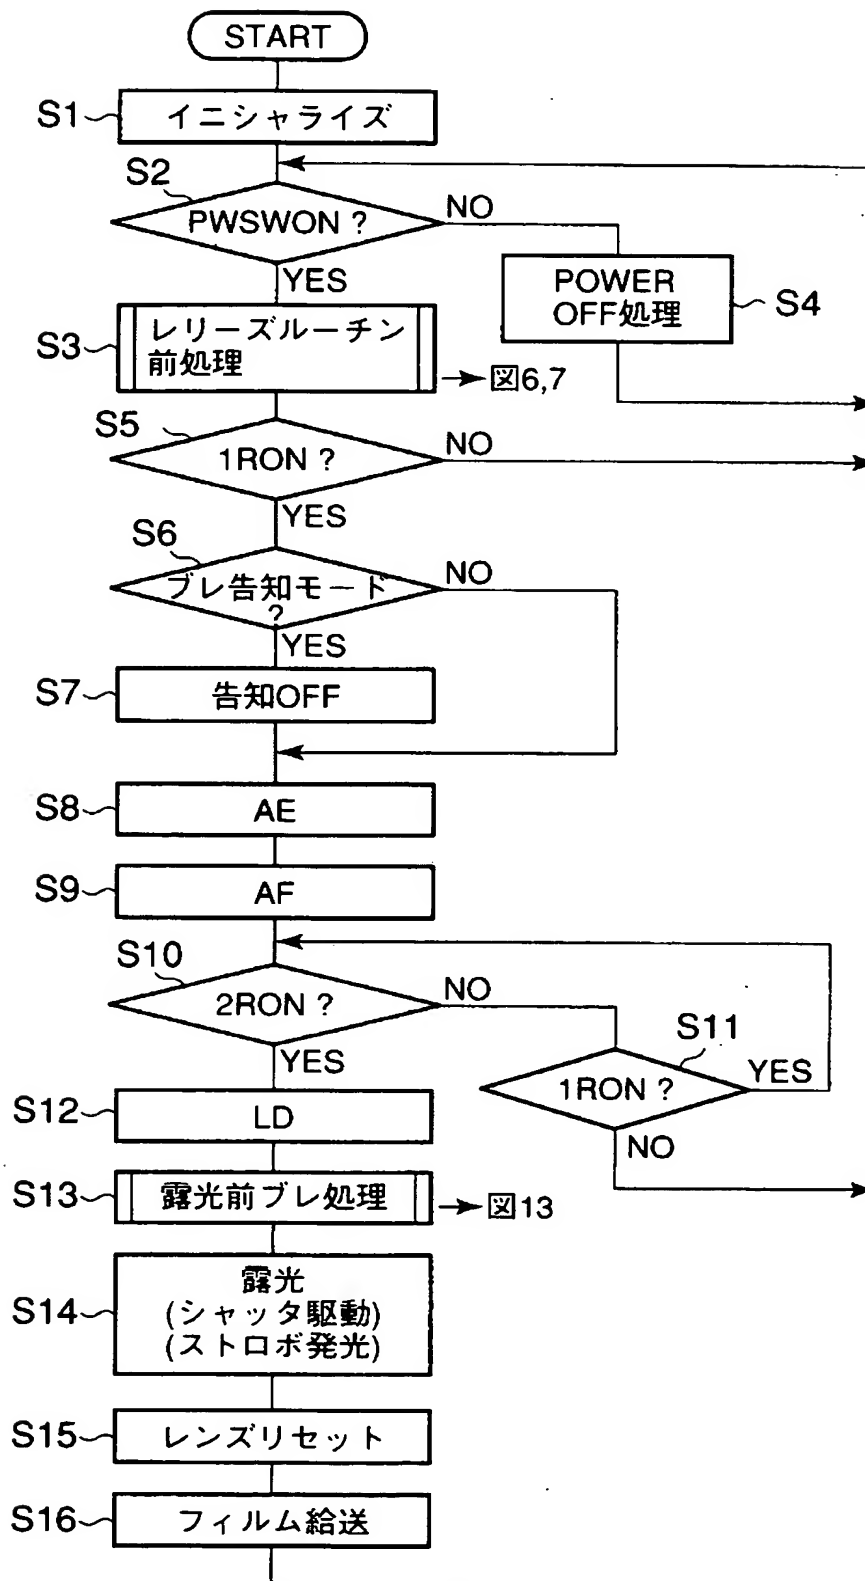 START
S1
イニシャライズ
S2
PWSWON ?
NO
YES
POWER
OFF処理
S4
S3
レリーズルーチン
前処理
図6,7
S5
1RON ?
NO
YES
S6
ブレ告知モード
?
NO
YES
S7
告知OFF
S8
AE
S9
AF
S10
2RON ?
NO
YES
S11
1RON ?
YES
NO
S12
LD
S13
露光前ブレ処理
図13
S14
露光
(シャッタ駆動)
(ストロボ発光)
S15
レンズリセット
S16
フィルム給送